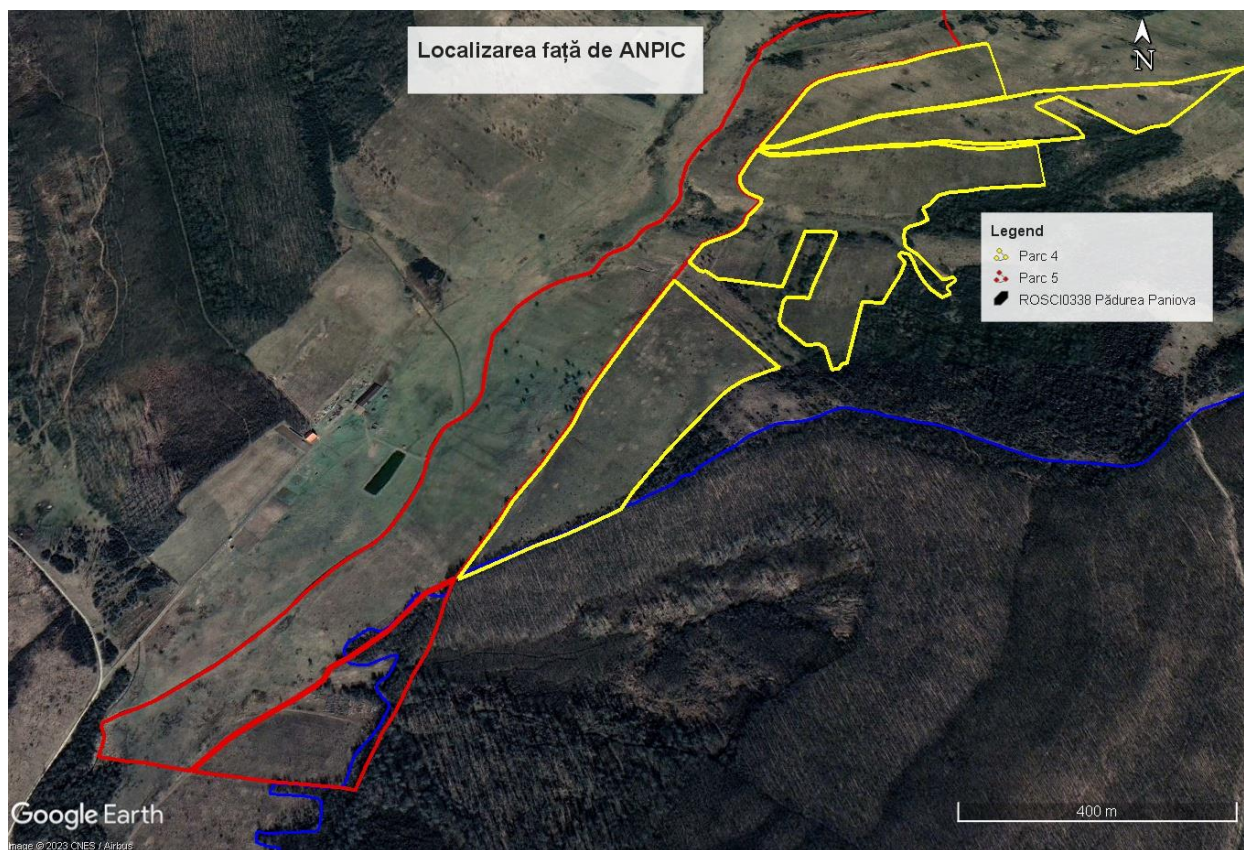 Localizarea față de ANPIC
N
Legend
Parc 4
Parc 5
ROSCI0338 Pădurea Paniova
Google Earth
400 m
Image © 2023 CNES / Airbus